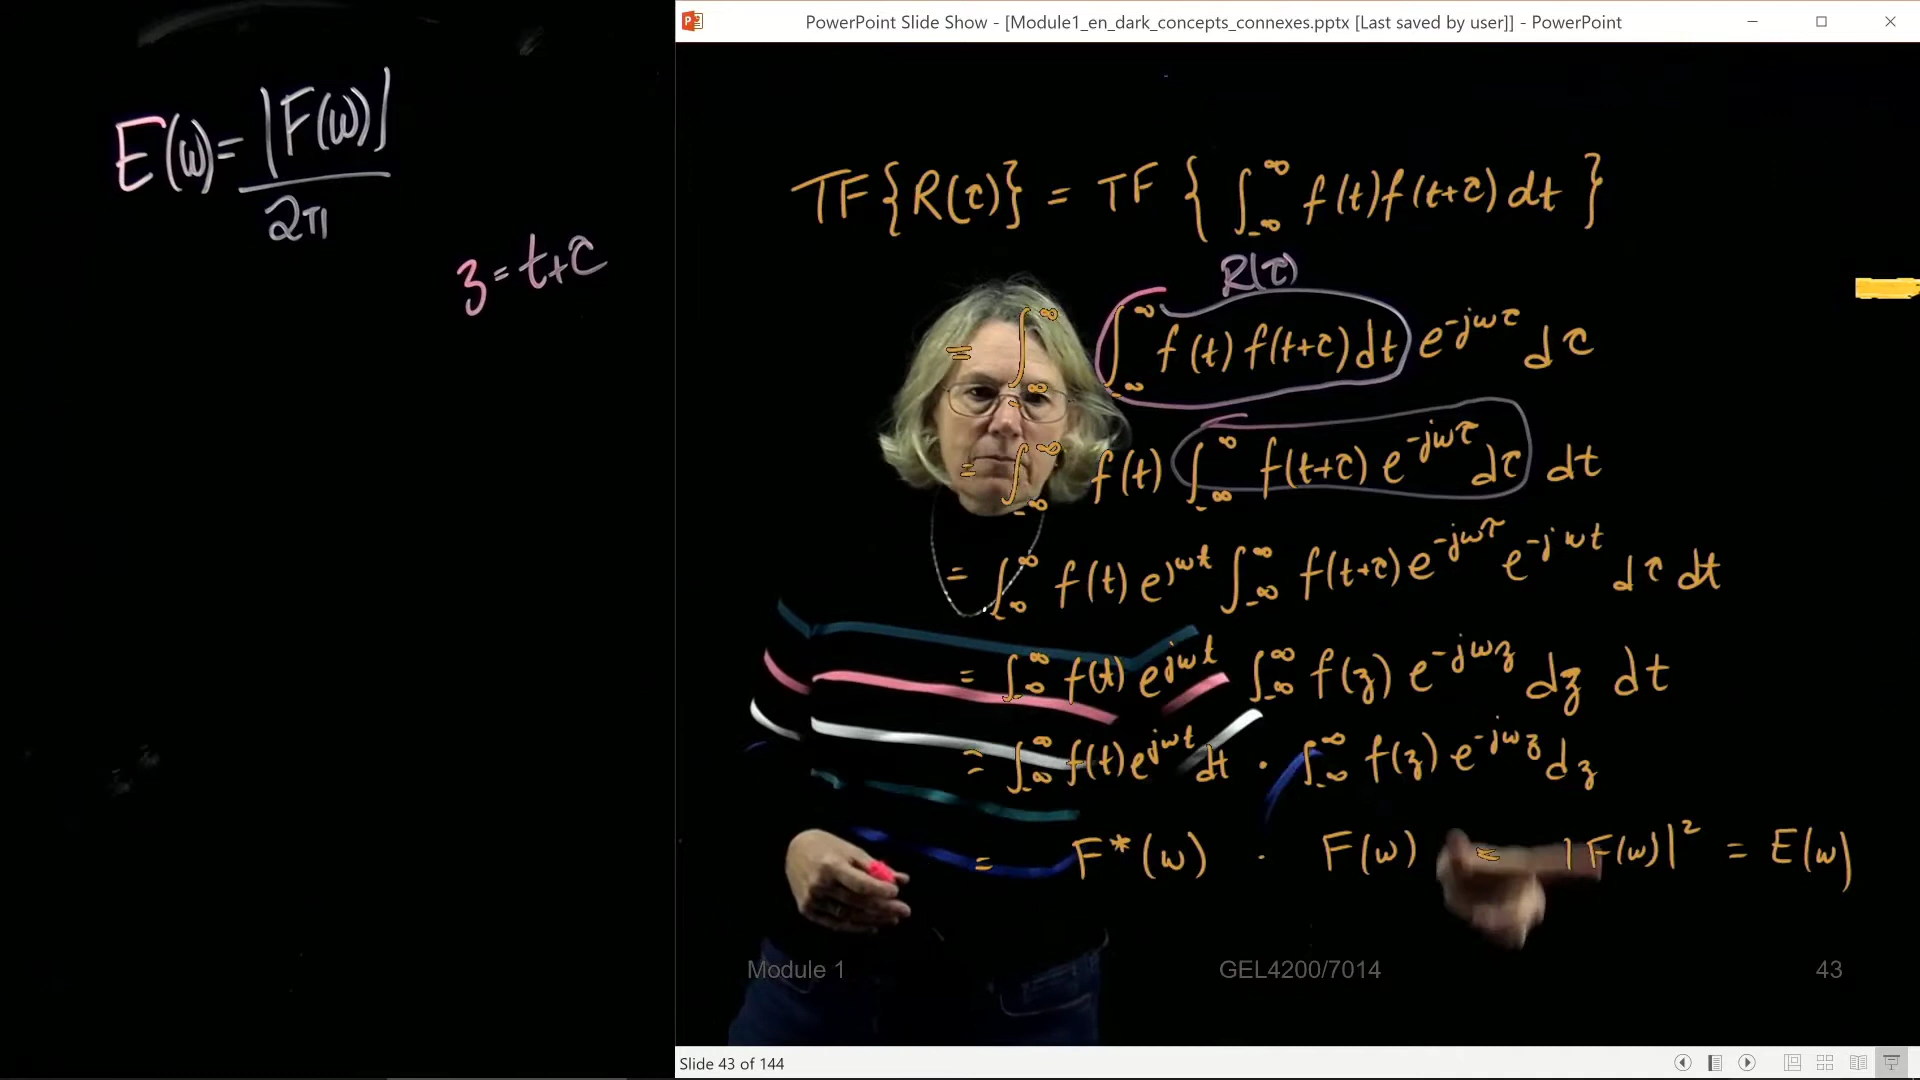 PowerPoint Slide Show - [Module1_en_dark_concepts_connexes.pptx [Last saved by user]] - PowerPoint
E(ω) = |F(ω)| / 2π
z = t+τ
TF{R(τ)} = TF { ∫_{-∞}^{∞} f(t) f(t+τ) dt }
R(τ)
= ∫_{-∞}^{∞} ∫_{-∞}^{∞} f(t) f(t+τ) dt e^{-jωτ} dτ
= ∫_{-∞}^{∞} f(t) ∫_{-∞}^{∞} f(t+τ) e^{-jωτ} dτ dt
= ∫_{-∞}^{∞} f(t) e^{jωt} ∫_{-∞}^{∞} f(t+τ) e^{-jωτ} e^{-jωt} dτ dt
= ∫_{-∞}^{∞} f(t) e^{jωt} ∫_{-∞}^{∞} f(z) e^{-jωz} dz dt
= ∫_{-∞}^{∞} f(t) e^{jωt} dt · ∫_{-∞}^{∞} f(z) e^{-jωz} dz
= F*(ω) · F(ω) = |F(ω)|² = E(ω)
Module 1 GEL4200/7014 43
Slide 43 of 144